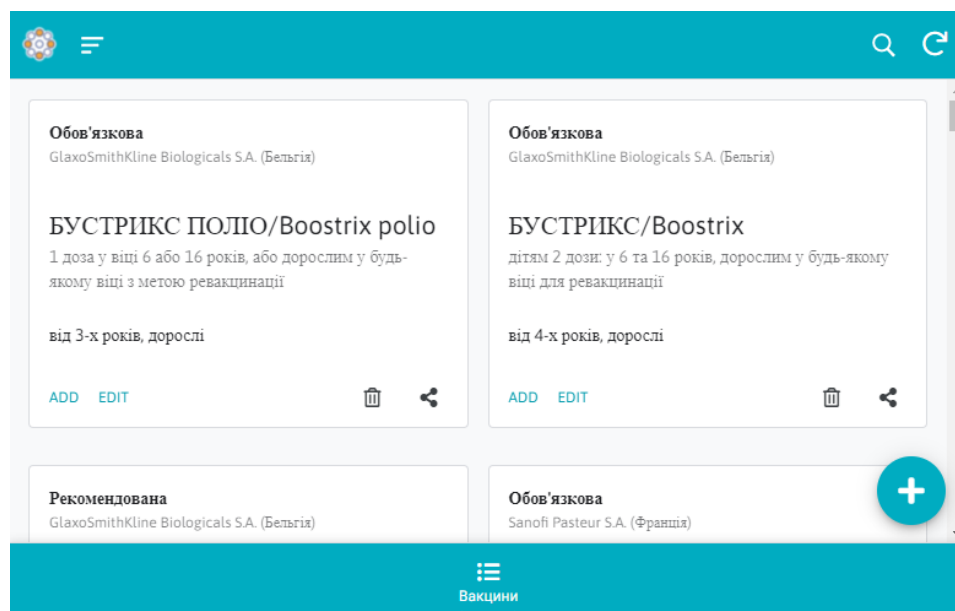 Обов'язкова
GlaxoSmithKline Biologicals S.A. (Бельгія)
БУСТРИКС ПОЛІО/Boostrix polio
1 доза у віці 6 або 16 років, або дорослим у будь-
якому віці з метою ревакцинації
від 3-х років, дорослі
ADD EDIT
Обов'язкова
GlaxoSmithKline Biologicals S.A. (Бельгія)
БУСТРИКС/Boostrix
дітям 2 дози: у 6 та 16 років, дорослим у будь-якому
віці для ревакцинації
від 4-х років, дорослі
ADD EDIT
Рекомендована
GlaxoSmithKline Biologicals S.A. (Бельгія)
Обов'язкова
Sanofi Pasteur S.A. (Франція)
Вакцини